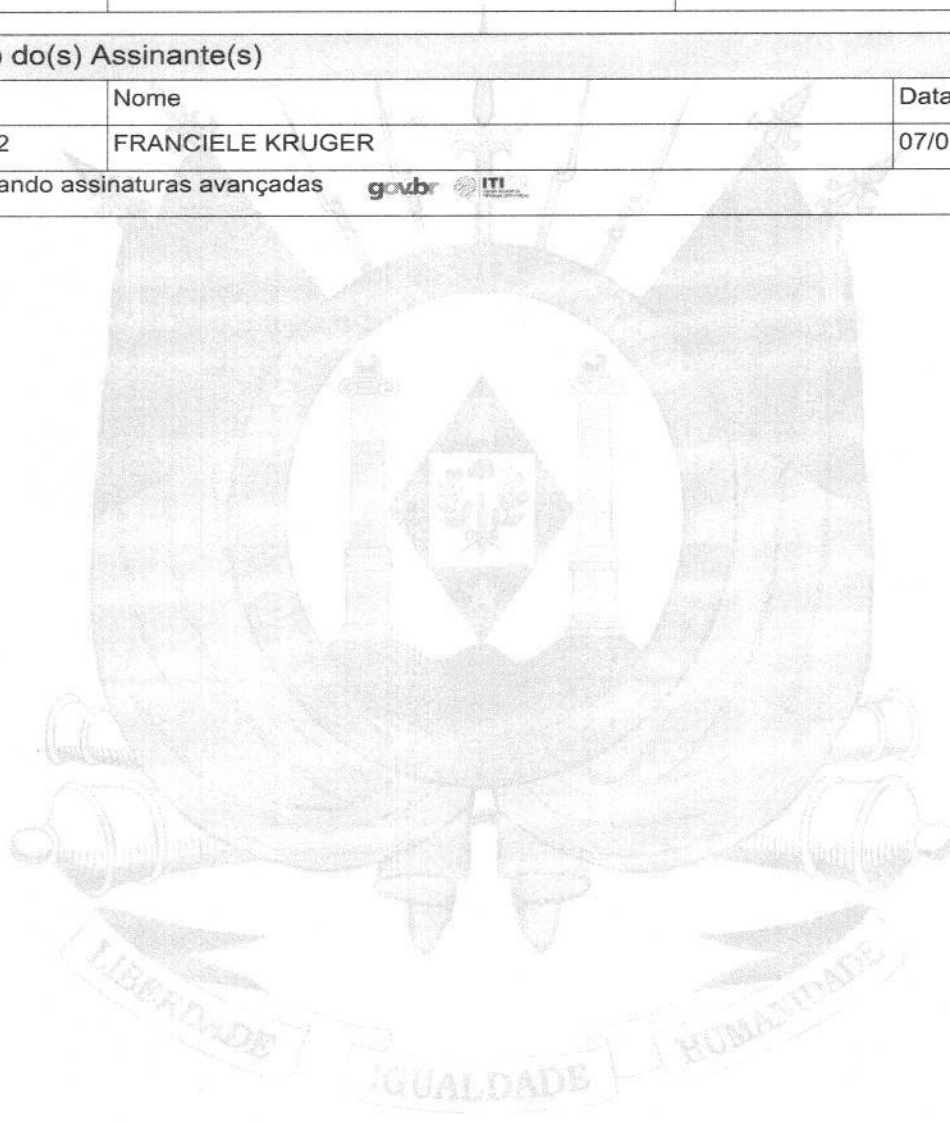 do(s) Assinante(s)
Nome Data
2 FRANCIELE KRUGER 07/0
ando assinaturas avançadas gov.br ITI
LIBERDADE IGUALDADE HUMANIDADE